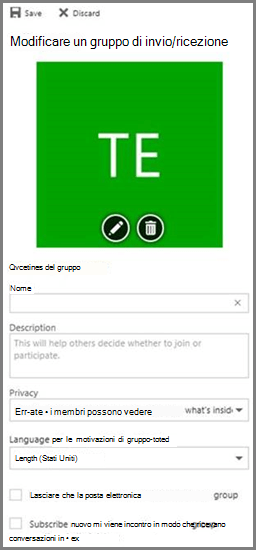 Save Discard
Modificare un gruppo di invio/ricezione
TE
Qvcetines del gruppo
Nome
Description
This will help others decide whether to join or
participate.
Privacy
Err-ate • i membri possono vedere what's insid
Language per le motivazioni di gruppo-toted
Length (Stati Uniti)
Lasciare che la posta elettronica group
Subscribe nuovo mi viene incontro in modo che
conversazioni in • ex